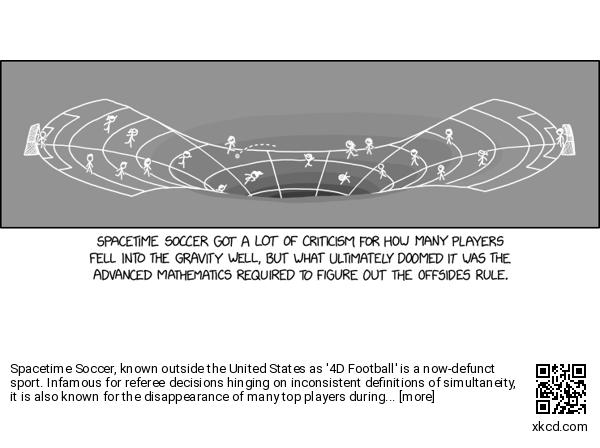 SPACETIME SOCCER GOT A LOT OF CRITICISM FOR HOW MANY PLAYERS
FELL INTO THE GRAVITY WELL, BUT WHAT ULTIMATELY DOOMED IT WAS THE
ADVANCED MATHEMATICS REQUIRED TO FIGURE OUT THE OFFSIDES RULE.
Spacetime Soccer, known outside the United States as '4D Football' is a now-defunct
sport. Infamous for referee decisions hinging on inconsistent definitions of simultaneity,
it is also known for the disappearance of many top players during... [more]
xkcd.com